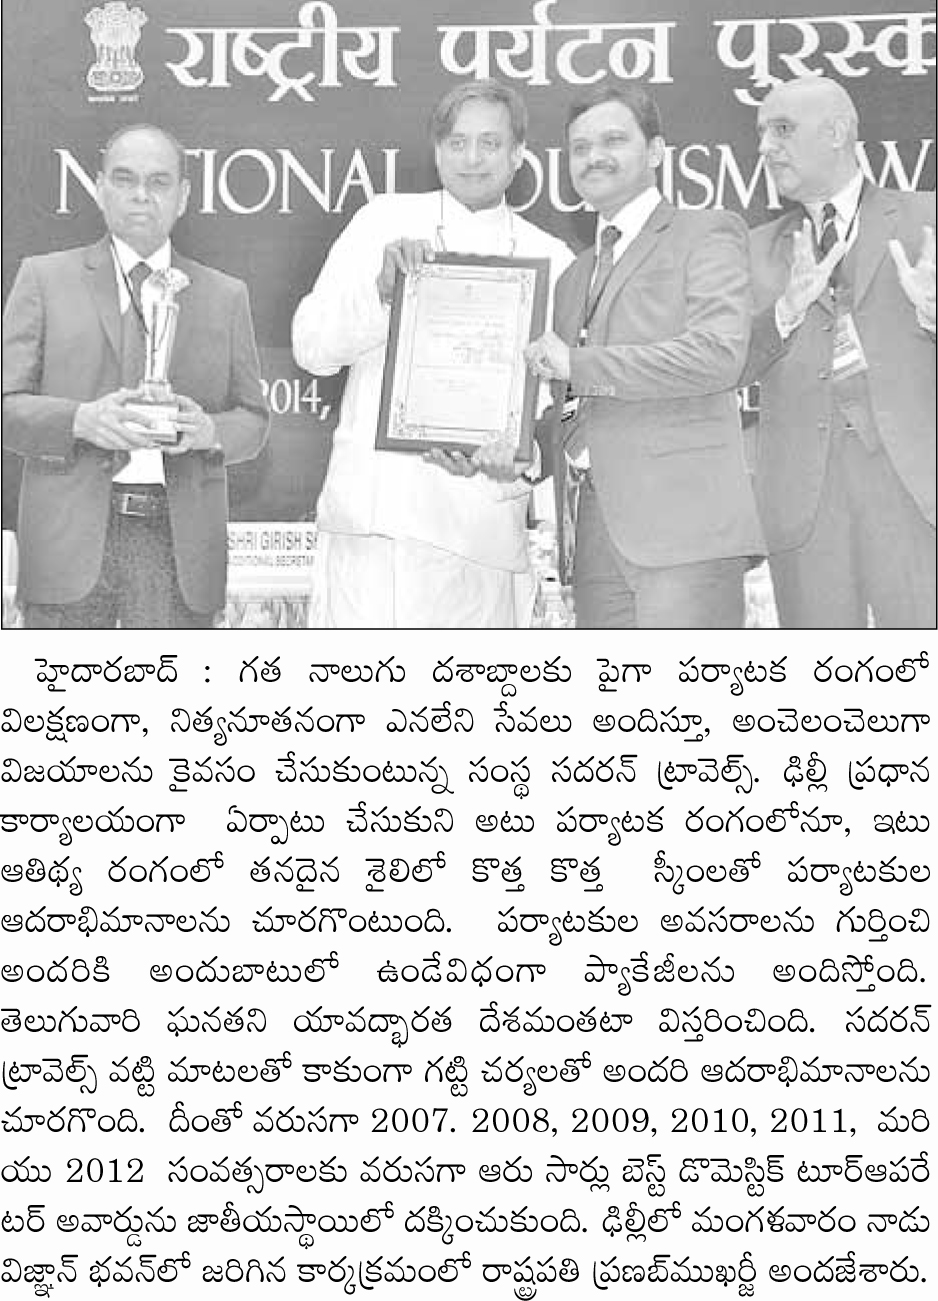 राष्ट्रीय पर्यटन
NATIONAL TOURISM AW
2014,
SHRI GIRISH S
ADDITIONAL SECRETAR
హైదారబాద్ : గత నాలుగు దశాబ్దాలకు పైగా పర్యాటక రంగంలో
విలక్షణంగా, నిత్యనూతనంగా ఎనలేని సేవలు అందిస్తూ, అంచెలంచెలుగా
విజయాలను కైవసం చేసుకుంటున్న సంస్థ సదరన్ ట్రావెల్స్. ఢిల్లీ ప్రధాన
కార్యాలయంగా ఏర్పాటు చేసుకుని అటు పర్యాటక రంగంలోనూ, ఇటు
ఆతిథ్య రంగంలో తనదైన శైలిలో కొత్త కొత్త స్కీంలతో పర్యాటకుల
ఆదరాభిమానాలను చూరగొంటుంది. పర్యాటకుల అవసరాలను గుర్తించి
అందరికి అందుబాటులో ఉండేవిధంగా ప్యాకేజీలను అందిస్తోంది.
తెలుగువారి ఘనతని యావద్భారత దేశమంతటా విస్తరించింది. సదరన్
ట్రావెల్స్ వట్టి మాటలతో కాకుంగా గట్టి చర్యలతో అందరి ఆదరాభిమానాలను
చూరగొంది. దీంతో వరుసగా 2007. 2008, 2009, 2010, 2011, మరి
యు 2012 సంవత్సరాలకు వరుసగా ఆరు సార్లు బెస్ట్ డొమెస్టిక్ టూర్ఆపరే
టర్ అవార్డును జాతీయస్థాయిలో దక్కించుకుంది. ఢిల్లీలో మంగళవారం నాడు
విజ్ఞాన్ భవన్‌లో జరిగిన కార్యక్రమంలో రాష్ట్రపతి ప్రణబ్‌ముఖర్జీ అందజేశారు.